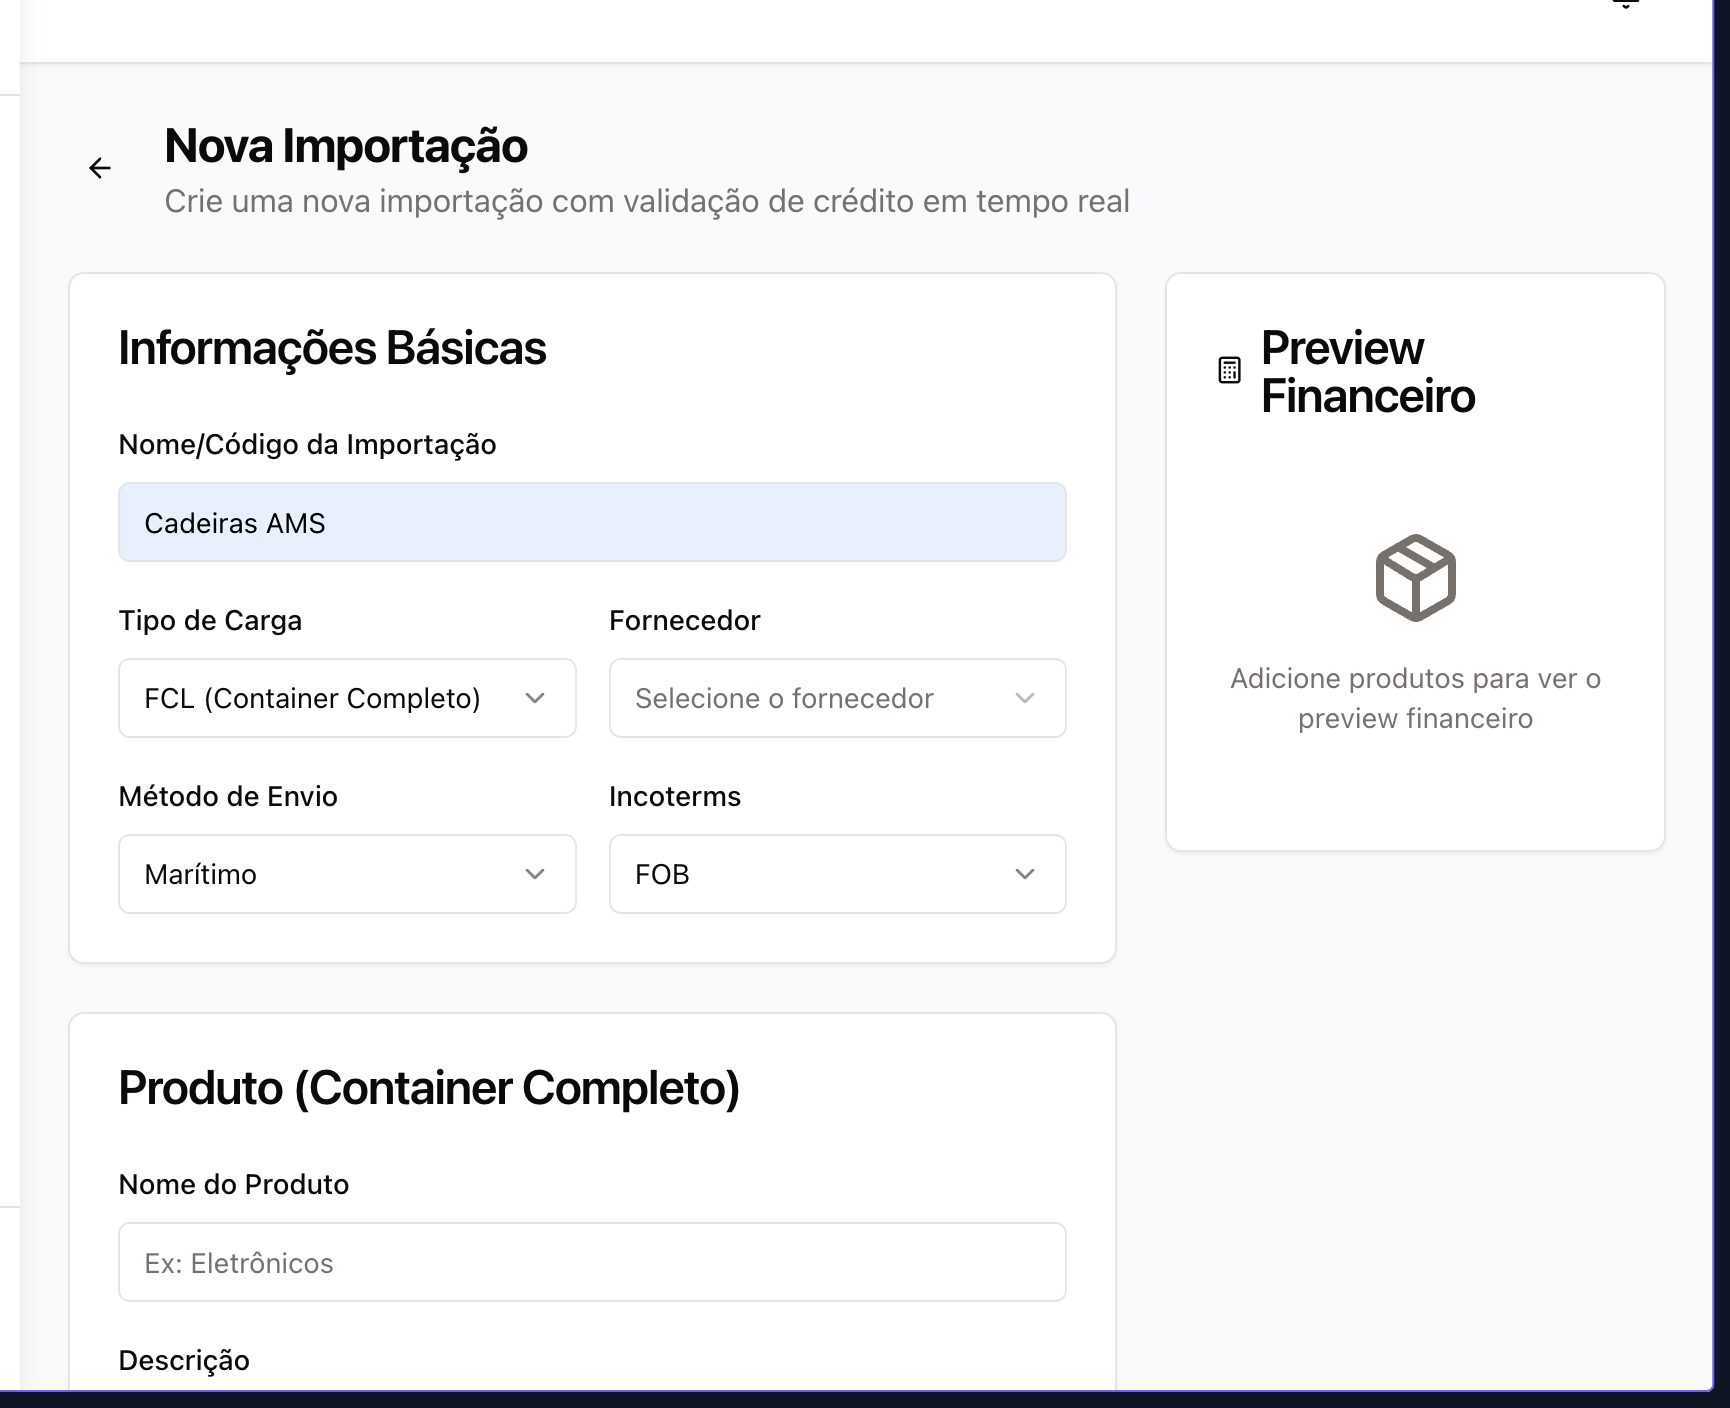 Nova Importação
Crie uma nova importação com validação de crédito em tempo real
Informações Básicas
Nome/Código da Importação
Cadeiras AMS
Tipo de Carga
Fornecedor
FCL (Container Completo)
Selecione o fornecedor
Método de Envio
Incoterms
Marítimo
FOB
Preview
Financeiro
Adicione produtos para ver o
preview financeiro
Produto (Container Completo)
Nome do Produto
Ex: Eletrônicos
Descrição